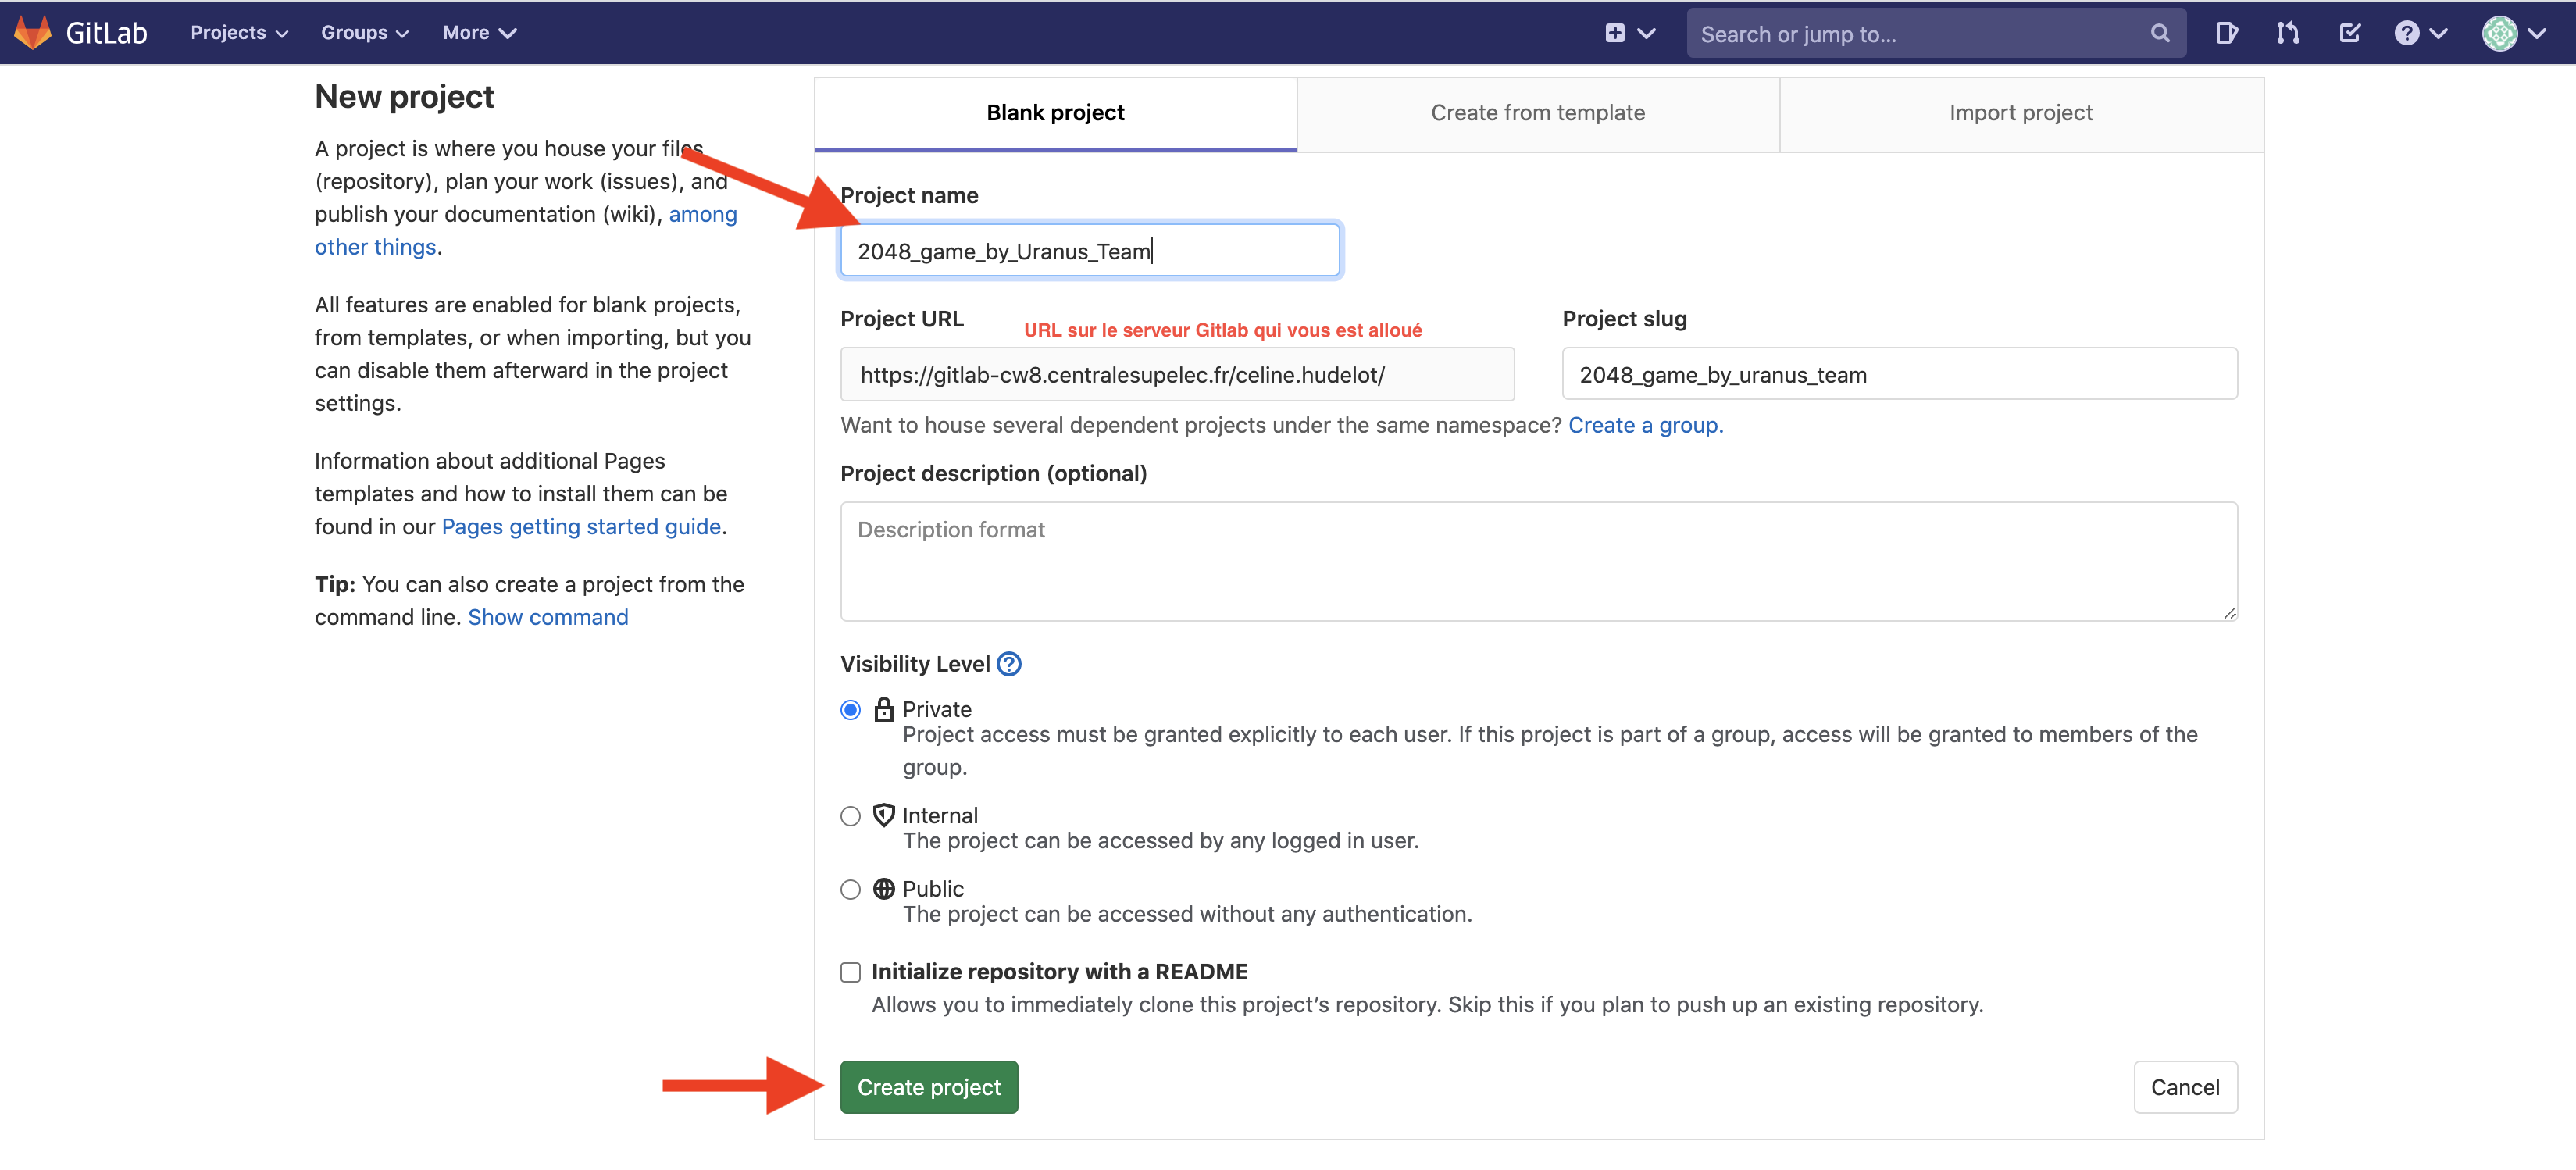 GitLab Projects Groups More Search or jump to...
New project
A project is where you house your files
(repository), plan your work (issues), and
publish your documentation (wiki), among
other things.
All features are enabled for blank projects,
from templates, or when importing, but you
can disable them afterward in the project
settings.
Information about additional Pages
templates and how to install them can be
found in our Pages getting started guide.
Tip: You can also create a project from the
command line. Show command
Blank project Create from template Import project
Project name
2048_game_by_Uranus_Team
Project URL URL sur le serveur Gitlab qui vous est alloué Project slug
https://gitlab-cw8.centralesupelec.fr/celine.hudelot/ 2048_game_by_uranus_team
Want to house several dependent projects under the same namespace? Create a group.
Project description (optional)
Description format
Visibility Level ?
Private
Project access must be granted explicitly to each user. If this project is part of a group, access will be granted to members of the
group.
Internal
The project can be accessed by any logged in user.
Public
The project can be accessed without any authentication.
Initialize repository with a README
Allows you to immediately clone this project’s repository. Skip this if you plan to push up an existing repository.
Create project Cancel